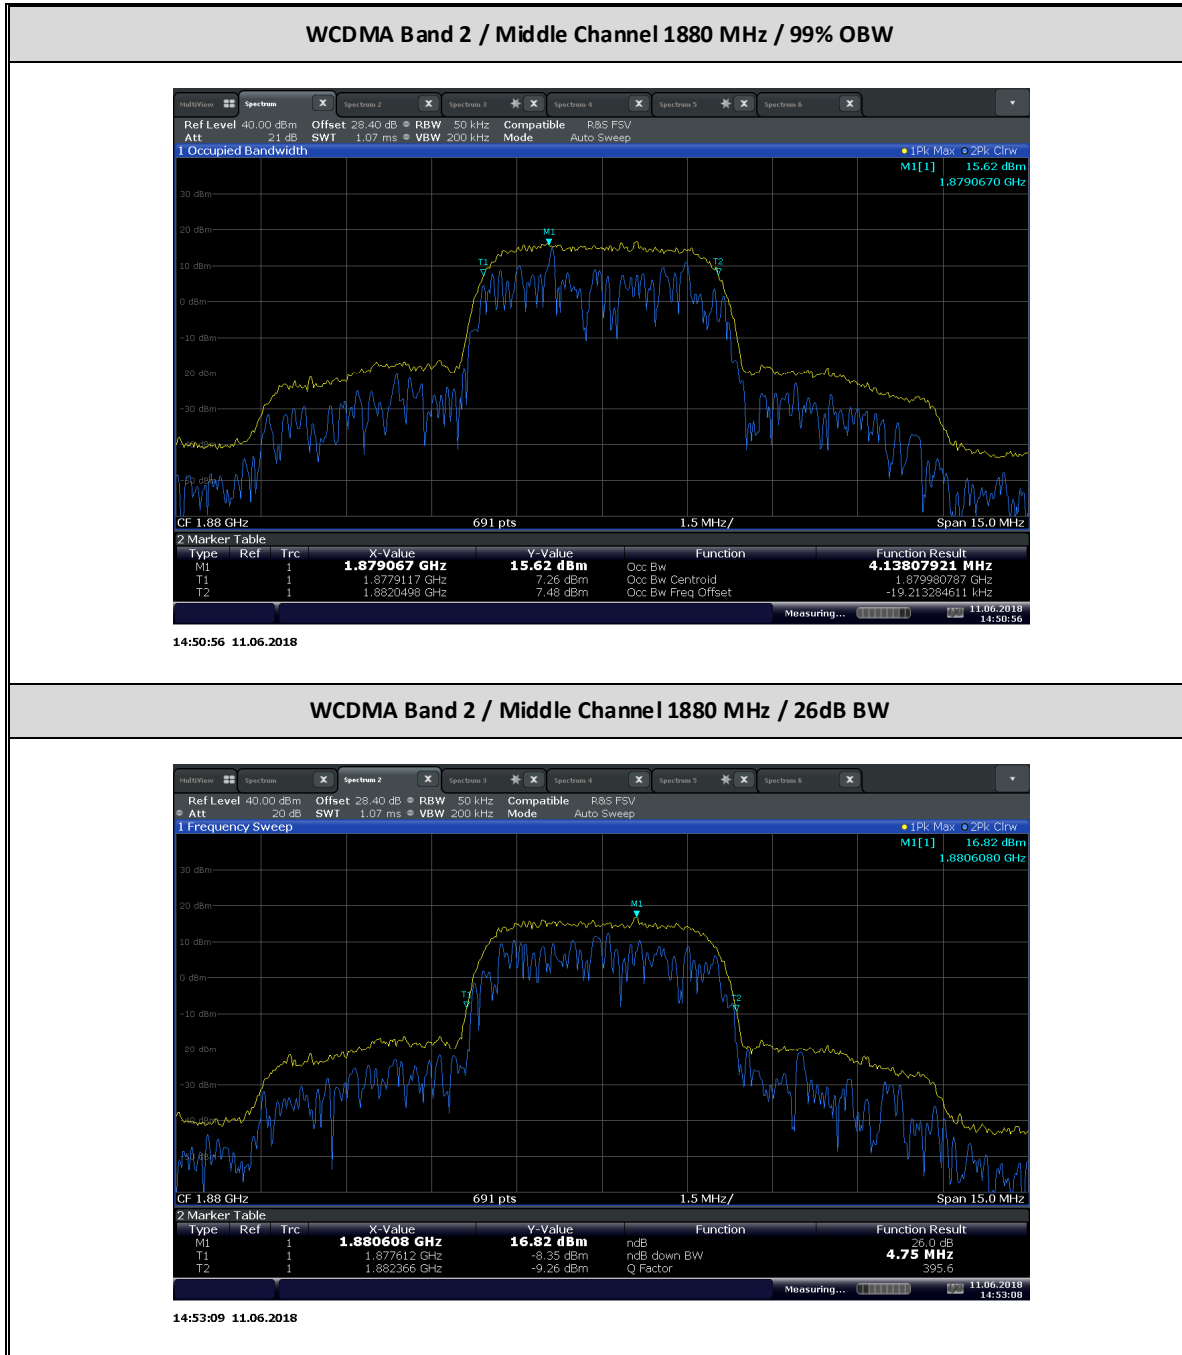 WCDMA Band 2 / Middle Channel 1880 MHz / 99% OBW
MultiView Spectrum X Spectrum 2 X Spectrum 3 X Spectrum 4 X Spectrum 5 X Spectrum 6 X
Ref Level 40.00 dBm Offset 28.40 dB RBW 50 kHz Compatible R&S FSV
Att 21 dB SWT 1.07 ms VBW 200 kHz Mode Auto Sweep
1 Occupied Bandwidth 1Pk Max 2Pk Clrw
M1[1] 15.62 dBm
1.8790670 GHz
30 dBm
20 dBm
M1
T1 T2
10 dBm
0 dBm
-10 dBm
20 dBm
-30 dBm
-40 dBm
-50 dBm
CF 1.88 GHz 691 pts 1.5 MHz/ Span 15.0 MHz
2 Marker Table
Type Ref Trc X-Value Y-Value Function Function Result
M1 1 1.879067 GHz 15.62 dBm Occ Bw 4.13807921 MHz
T1 1 1.8779117 GHz 7.26 dBm Occ Bw Centroid 1.879980787 GHz
T2 1 1.8820498 GHz 7.48 dBm Occ Bw Freq Offset -19.213284611 kHz
Measuring... 11.06.2018
14:50:56
14:50:56 11.06.2018
WCDMA Band 2 / Middle Channel 1880 MHz / 26dB BW
MultiView Spectrum X Spectrum 2 X Spectrum 3 X Spectrum 4 X Spectrum 5 X Spectrum 6 X
Ref Level 40.00 dBm Offset 28.40 dB RBW 50 kHz Compatible R&S FSV
Att 20 dB SWT 1.07 ms VBW 200 kHz Mode Auto Sweep
1 Frequency Sweep 1Pk Max 2Pk Clrw
M1[1] 16.82 dBm
1.8806080 GHz
30 dBm
20 dBm
M1
10 dBm
0 dBm
T1 T2
-10 dBm
20 dBm
-30 dBm
-40 dBm
-50 dBm
CF 1.88 GHz 691 pts 1.5 MHz/ Span 15.0 MHz
2 Marker Table
Type Ref Trc X-Value Y-Value Function Function Result
M1 1 1.880608 GHz 16.82 dBm ndB 26.0 dB
T1 1 1.877612 GHz -8.35 dBm ndB down BW 4.75 MHz
T2 1 1.882366 GHz -9.26 dBm Q Factor 395.6
Measuring... 11.06.2018
14:53:08
14:53:09 11.06.2018